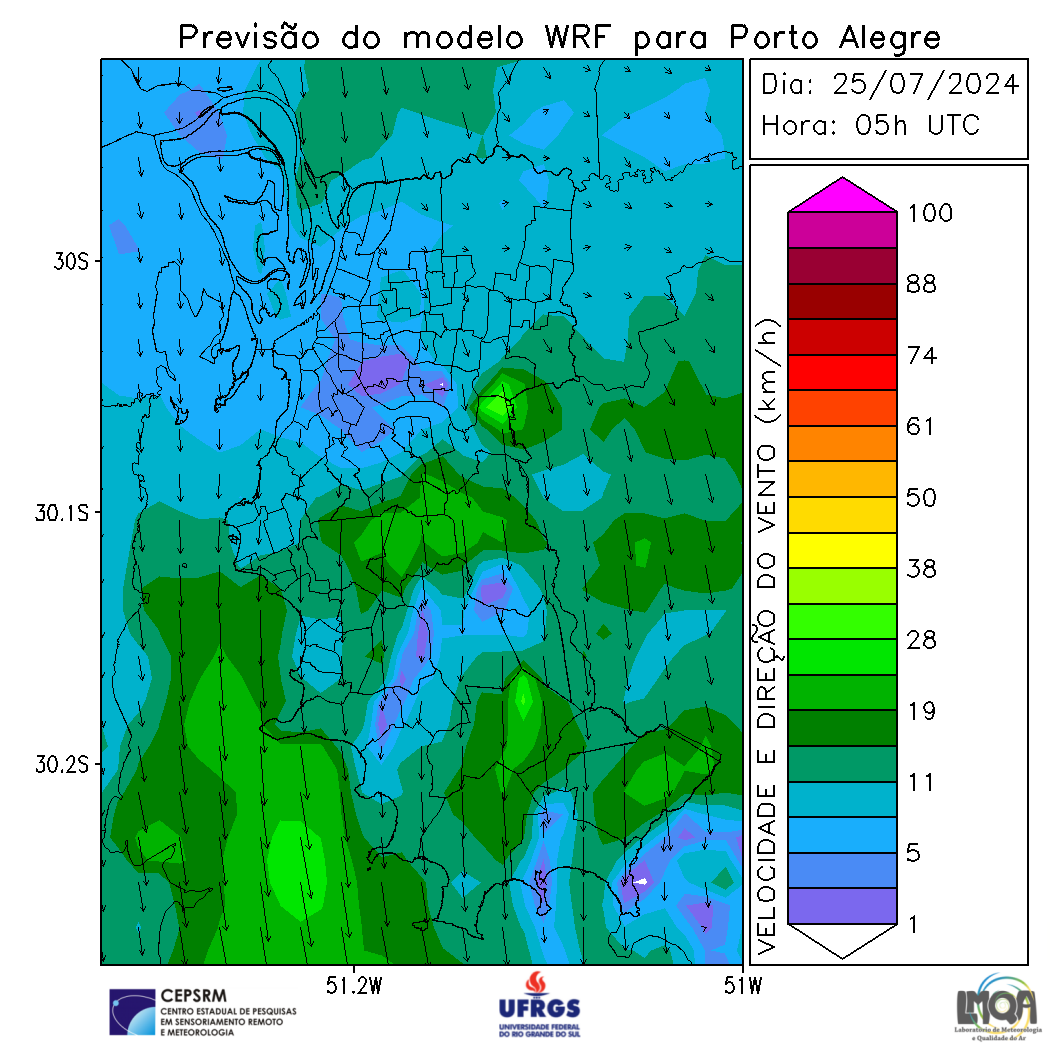 Previsão do modelo WRF para Porto Alegre
Dia: 25/07/2024
Hora: 05h UTC
30S
30.1S
30.2S
51.2W
51W
VELOCIDADE E DIREÇÃO DO VENTO (km/h)
100
88
74
61
50
38
28
19
11
5
1
CEPSRM
CENTRO ESTADUAL DE PESQUISAS
EM SENSORIAMENTO REMOTO
E METEOROLOGIA
UFRGS
UNIVERSIDADE FEDERAL
DO RIO GRANDE DO SUL
LMQA
Laboratório de Meteorologia
e Qualidade do Ar